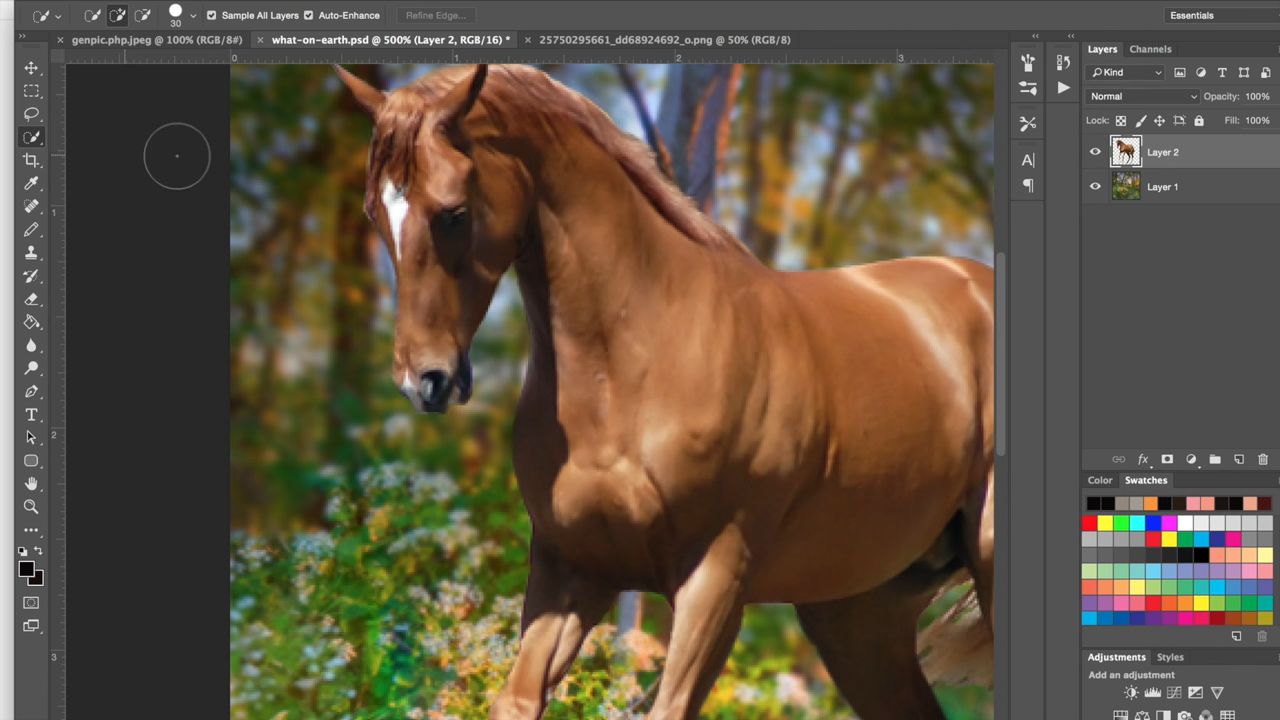 30
Sample All Layers
Auto-Enhance
Refine Edge...
Essentials
genpic.php.jpeg @ 100% (RGB/8#)
what-on-earth.psd @ 500% (Layer 2, RGB/16) *
25750295661_dd68924692_o.png @ 50% (RGB/8)
0
1
2
3
1
2
3
Layers
Channels
Kind
Normal
Opacity: 100%
Lock:
Fill: 100%
Layer 2
Layer 1
fx
Color
Swatches
Adjustments
Styles
Add an adjustment